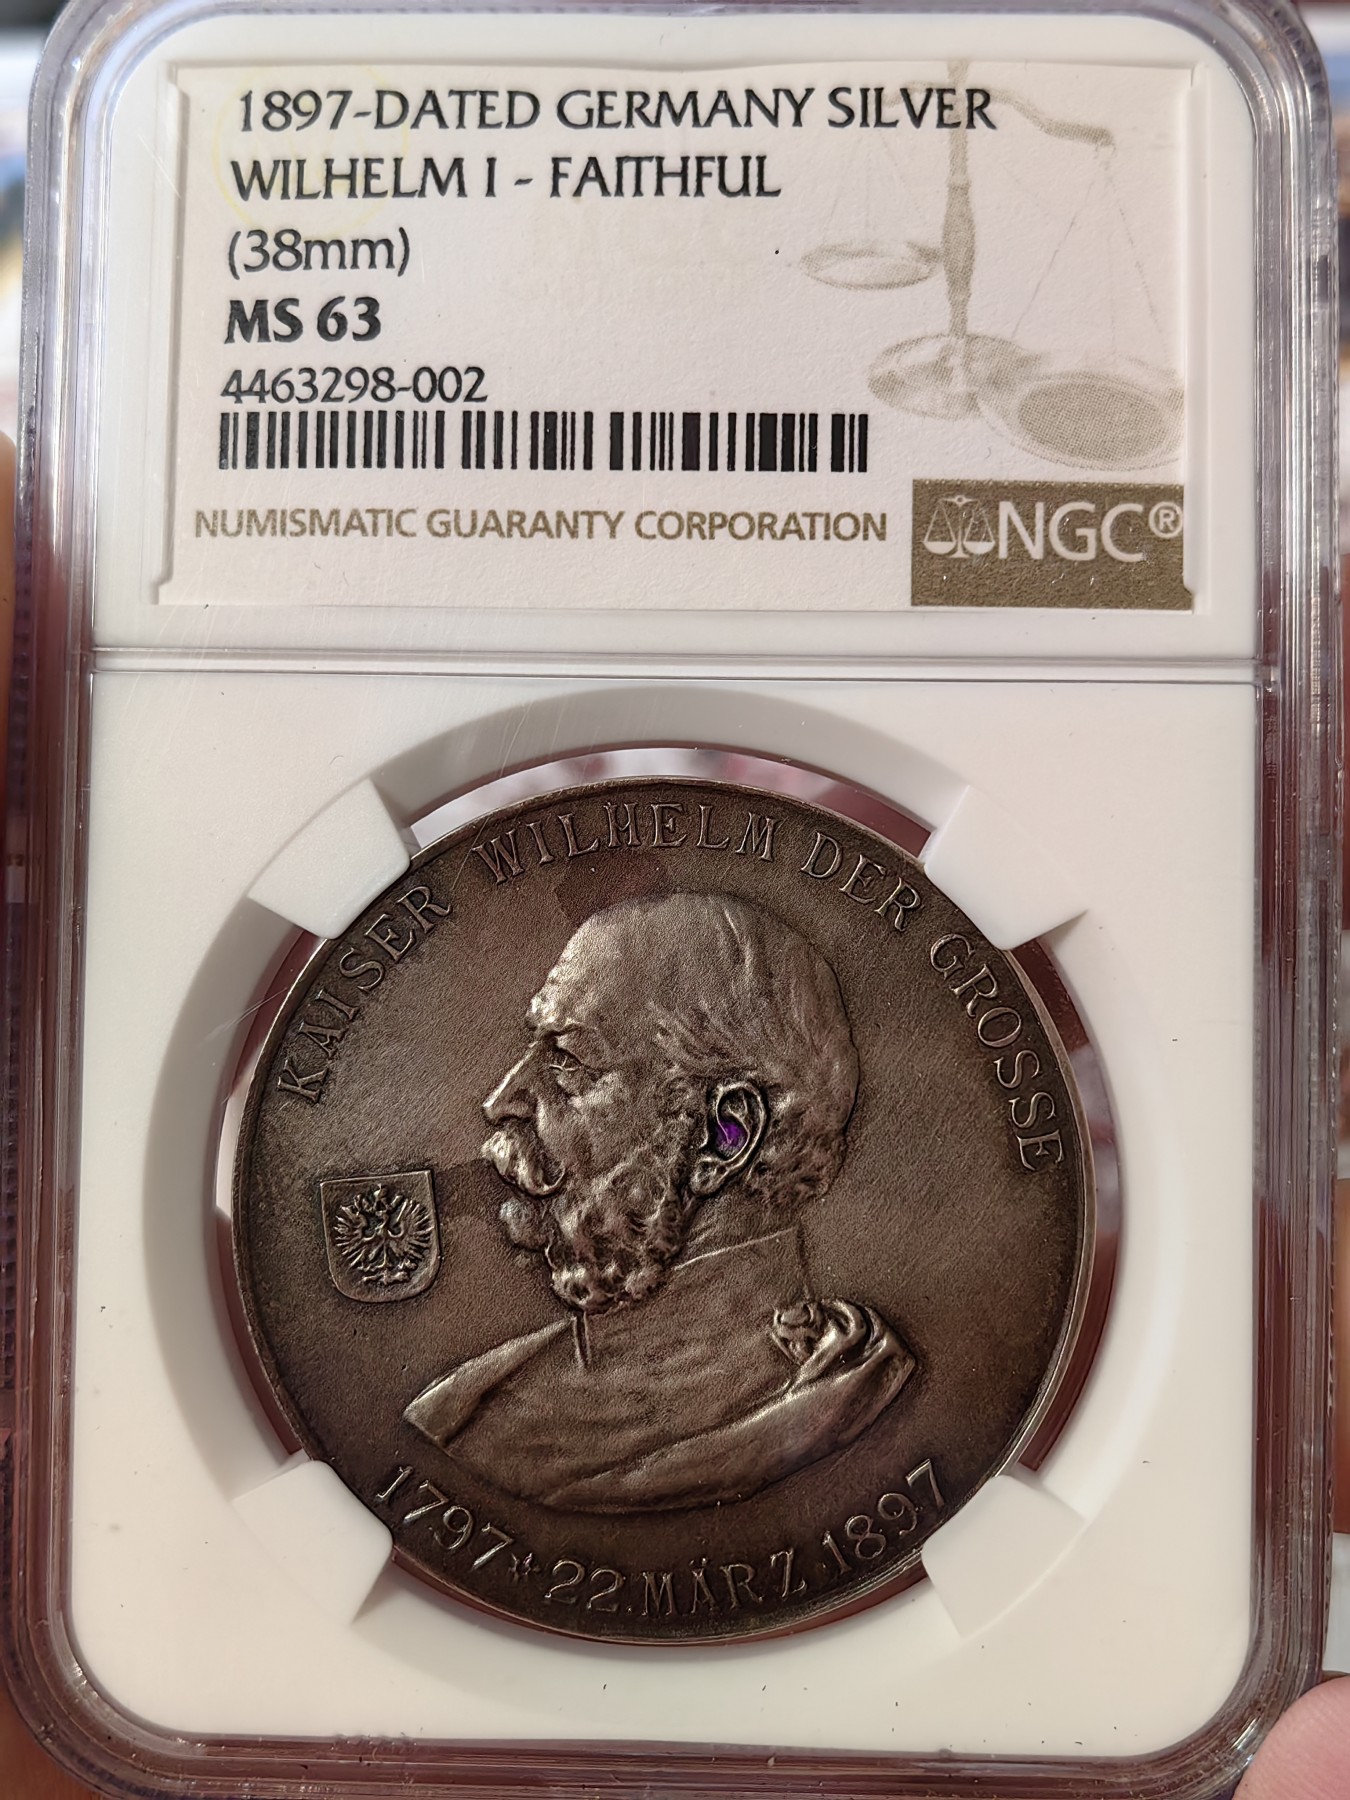 1897-DATED GERMANY SILVER
WILHELM I - FAITHFUL
(38mm)
MS 63
4463298-002
NUMISMATIC GUARANTY CORPORATION
NGC®
KAISER WILHELM DER GROSSE
1797 * 22. MÄRZ 1897